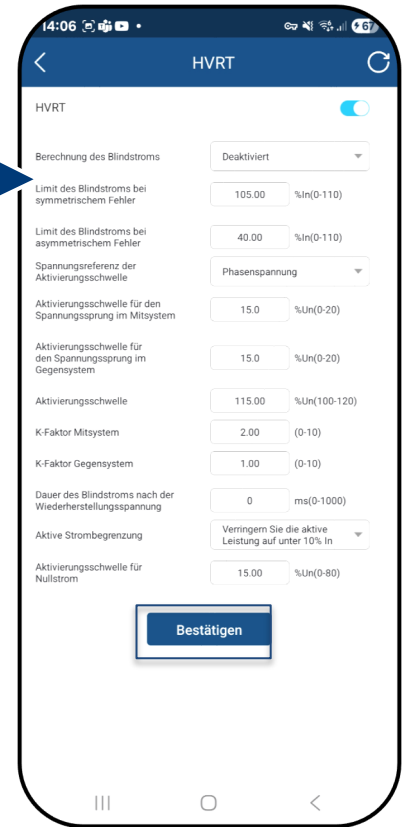 14:06
67
HVRT
HVRT
Berechnung des Blindstroms
Deaktiviert
Limit des Blindstroms bei
symmetrischem Fehler
105.00 %In(0-110)
Limit des Blindstroms bei
asymmetrischem Fehler
40.00 %In(0-110)
Spannungsreferenz der
Aktivierungsschwelle
Phasenspannung
Aktivierungsschwelle für den
Spannungssprung im Mitsystem
15.0 %Un(0-20)
Aktivierungsschwelle für
den Spannungssprung im
Gegensystem
15.0 %Un(0-20)
Aktivierungsschwelle
115.00 %Un(100-120)
K-Faktor Mitsystem
2.00 (0-10)
K-Faktor Gegensystem
1.00 (0-10)
Dauer des Blindstroms nach der
Wiederherstellungsspannung
0 ms(0-1000)
Aktive Strombegrenzung
Verringern Sie die aktive
Leistung auf unter 10% In
Aktivierungsschwelle für
Nullstrom
15.00 %Un(0-80)
Bestätigen